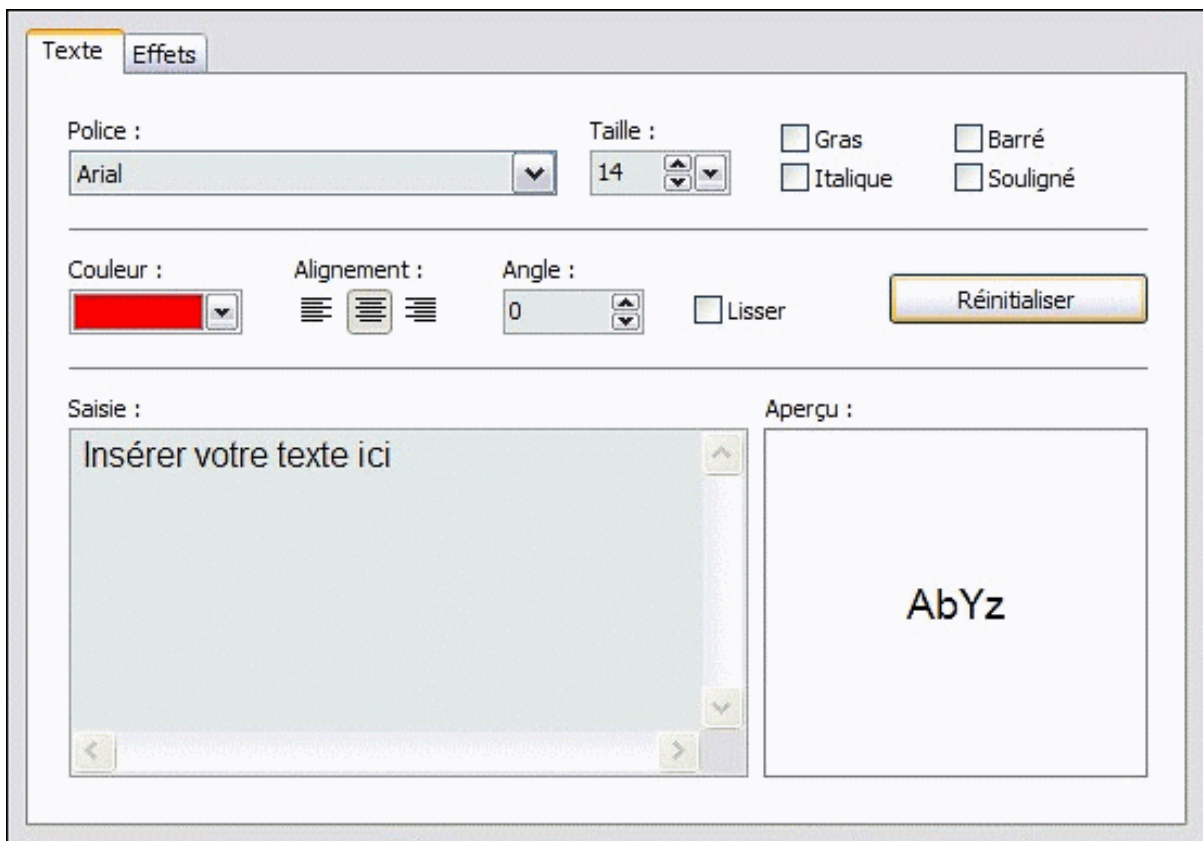 Texte Effets
Police : Taille :
Gras Barré
Arial 14
Italique Souligné
Couleur : Alignement : Angle :
0 Lisser Réinitialiser
Saisie : Aperçu :
Insérer votre texte ici
AbYz